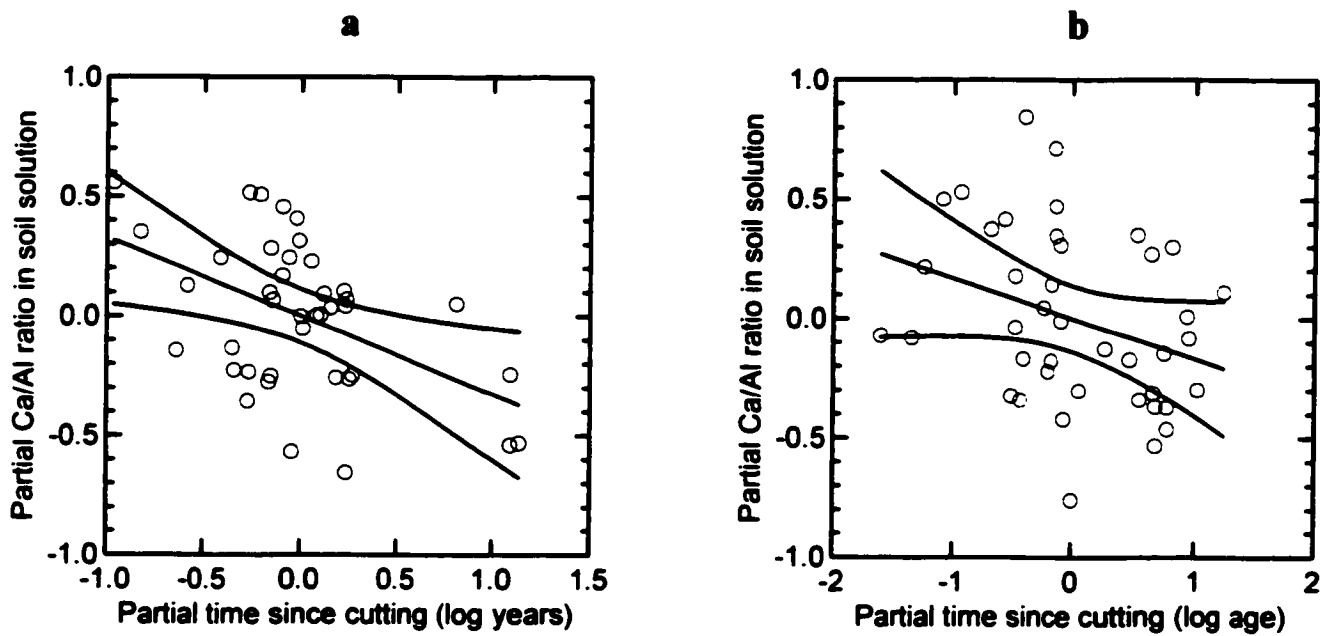 a
b
1.0
0.5
0.0
-0.5
-1.0
Partial Ca/Al ratio in soil solution
-1.0 -0.5 0.0 0.5 1.0 1.5
Partial time since cutting (log years)
1.0
0.5
0.0
-0.5
-1.0
Partial Ca/Al ratio in soil solution
-2 -1 0 1 2
Partial time since cutting (log age)